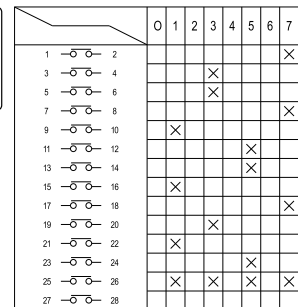 0 1 2 3 4 5 6 7
1 2 X
3 4 X
5 6 X
7 8 X
9 10 X
11 12 X
13 14 X
15 16 X
17 18 X
19 20 X
21 22 X
23 24 X
25 26 X X X X
27 28